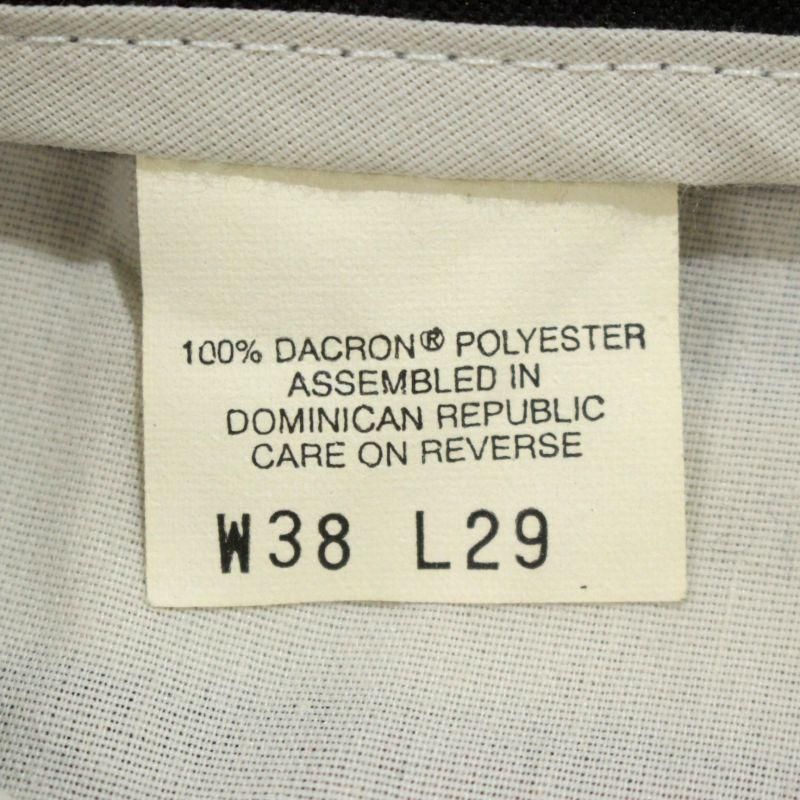 100% DACRON® POLYESTER
ASSEMBLED IN
DOMINICAN REPUBLIC
CARE ON REVERSE
W38 L29